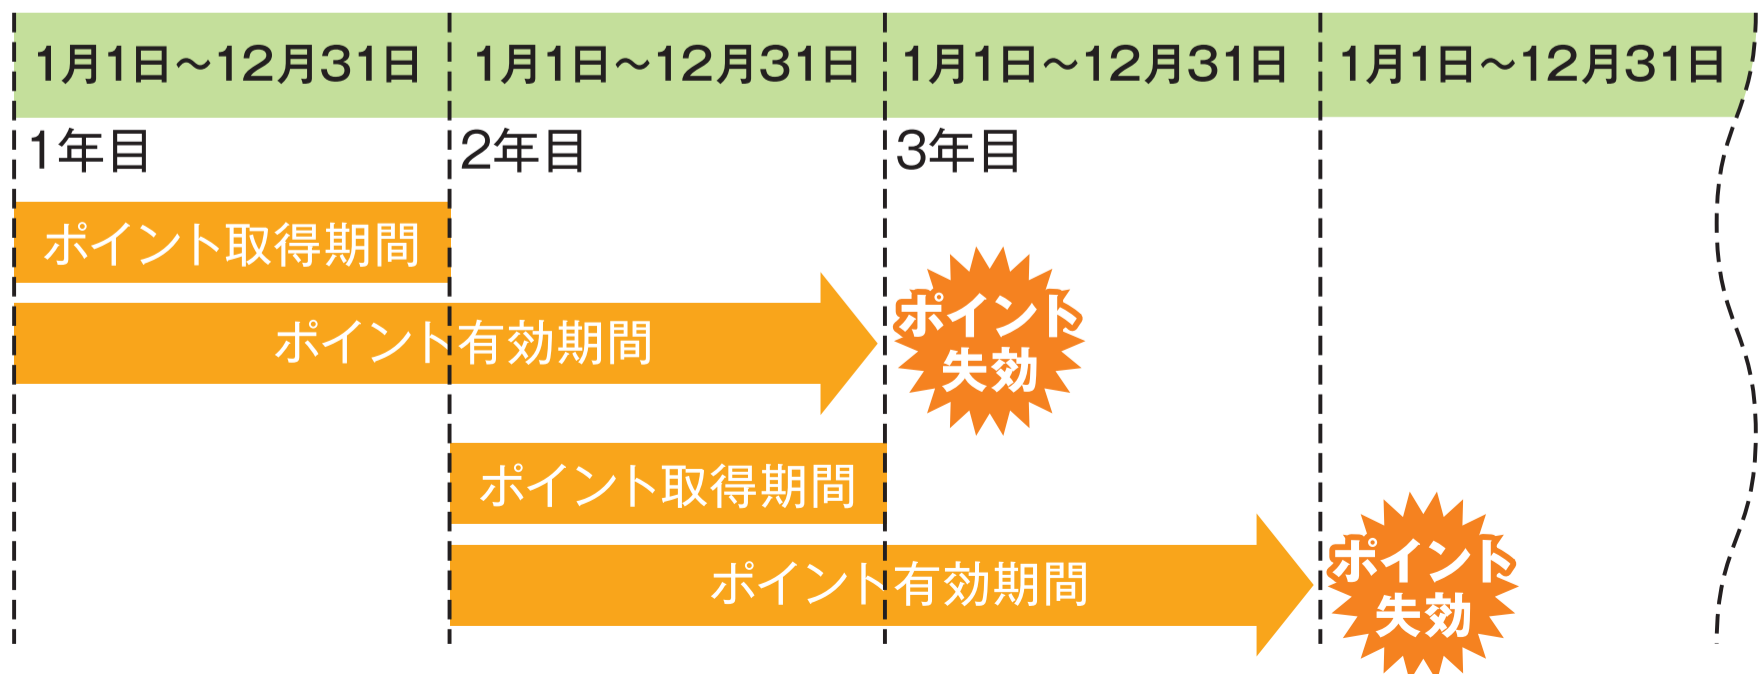 1月1日～12月31日
1月1日～12月31日
1月1日～12月31日
1月1日～12月31日
1年目
2年目
3年目
ポイント取得期間
ポイント有効期間
ポイント
失効
ポイント取得期間
ポイント有効期間
ポイント
失効